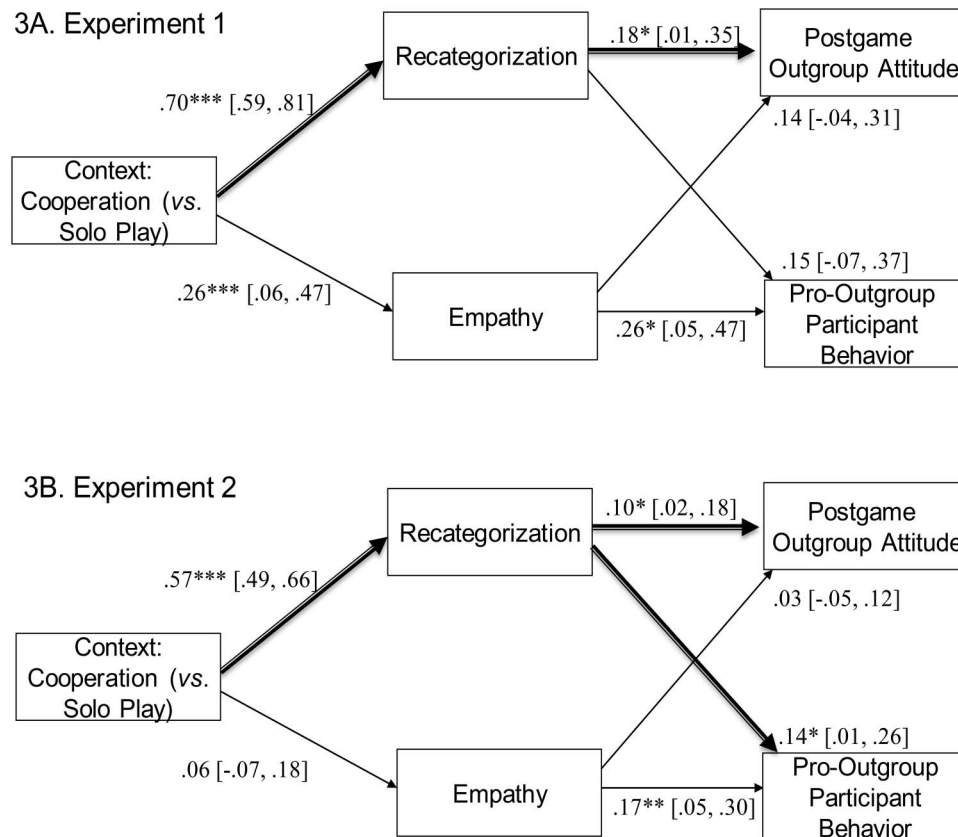 3A. Experiment 1
Recategorization
.18* [.01, .35]
Postgame
Outgroup Attitude
.70*** [.59, .81]
.14 [-.04, .31]
Context:
Cooperation (vs.
Solo Play)
.26*** [.06, .47]
Empathy
.26* [.05, .47]
.15 [-.07, .37]
Pro-Outgroup
Participant
Behavior
3B. Experiment 2
Recategorization
.10* [.02, .18]
Postgame
Outgroup Attitude
.57*** [.49, .66]
.03 [-.05, .12]
Context:
Cooperation (vs.
Solo Play)
.06 [-.07, .18]
Empathy
.17** [.05, .30]
.14* [.01, .26]
Pro-Outgroup
Participant
Behavior